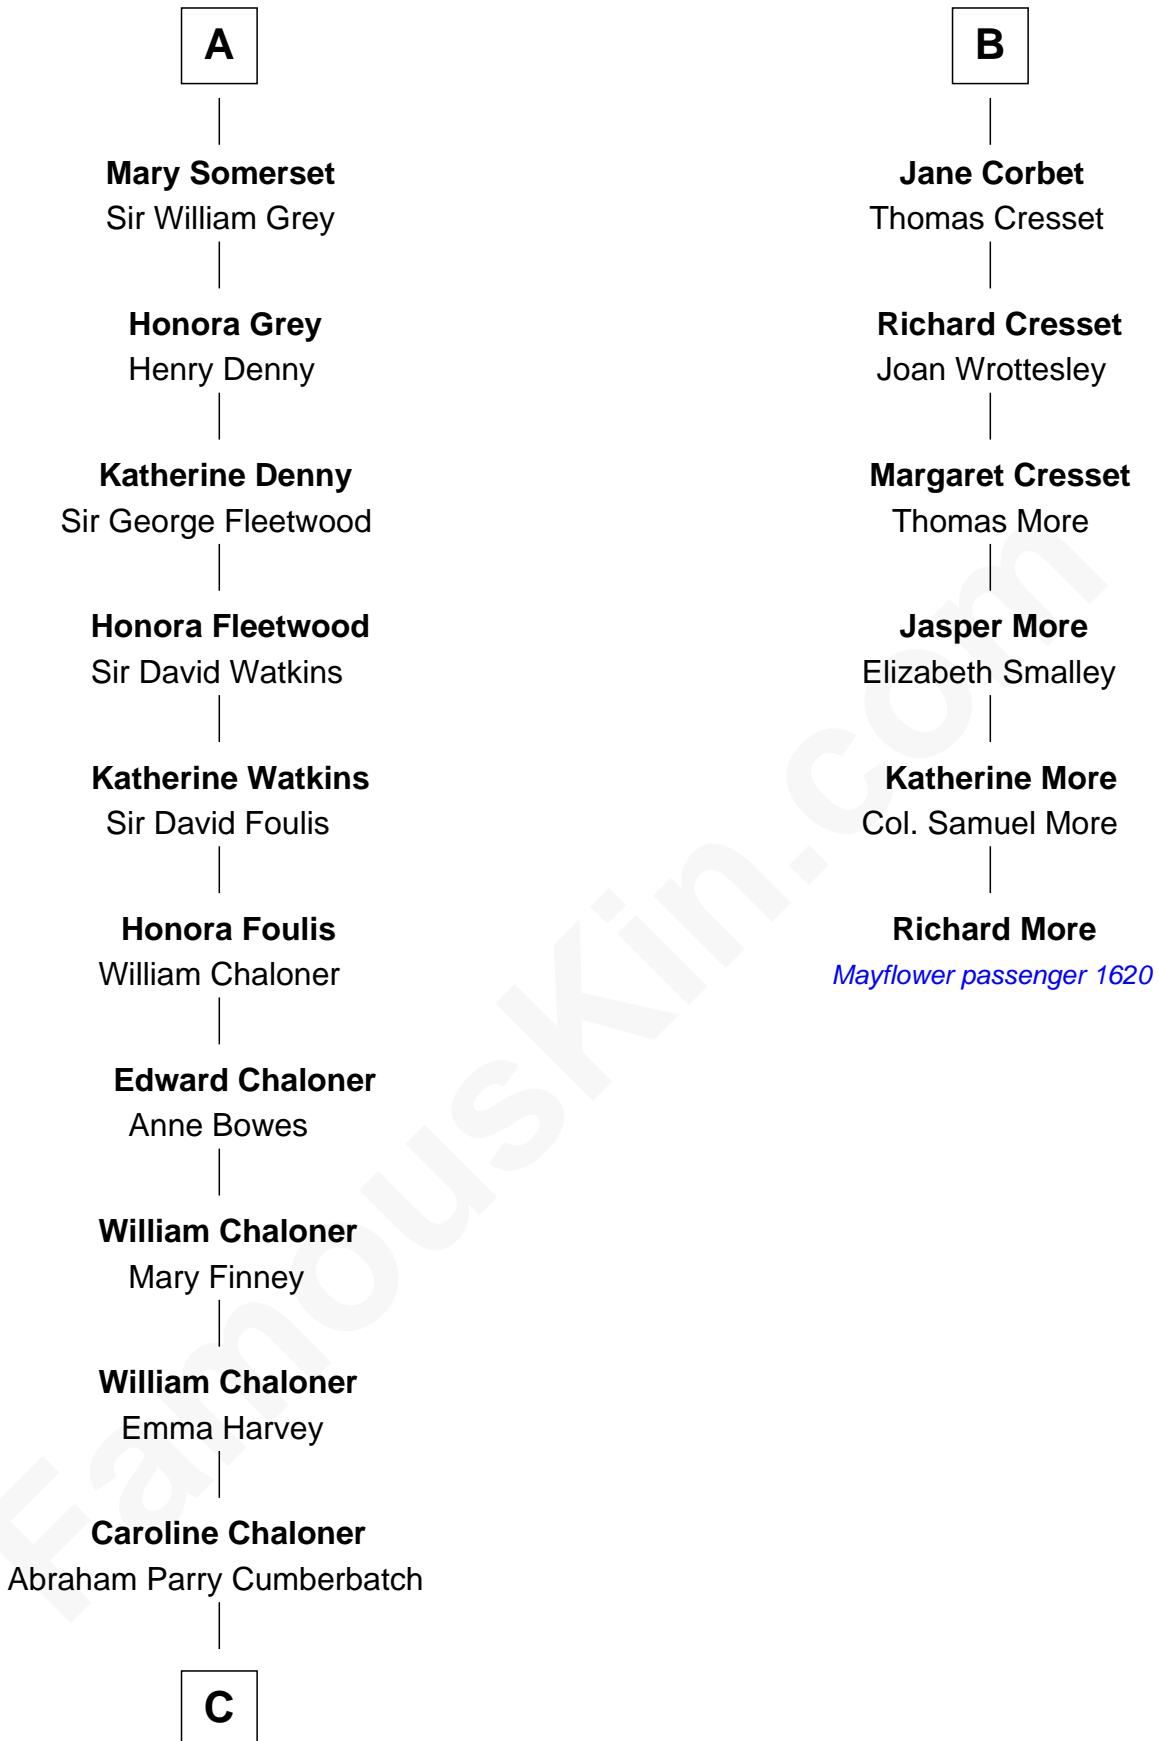 A
Mary Somerset
Sir William Grey
Honora Grey
Henry Denny
Katherine Denny
Sir George Fleetwood
Honora Fleetwood
Sir David Watkins
Katherine Watkins
Sir David Foulis
Honora Foulis
William Chaloner
Edward Chaloner
Anne Bowes
William Chaloner
Mary Finney
William Chaloner
Emma Harvey
Caroline Chaloner
Abraham Parry Cumberbatch
C
B
Jane Corbet
Thomas Cresset
Richard Cresset
Joan Wrottesley
Margaret Cresset
Thomas More
Jasper More
Elizabeth Smalley
Katherine More
Col. Samuel More
Richard More
Mayflower passenger 1620
FamousKin.com